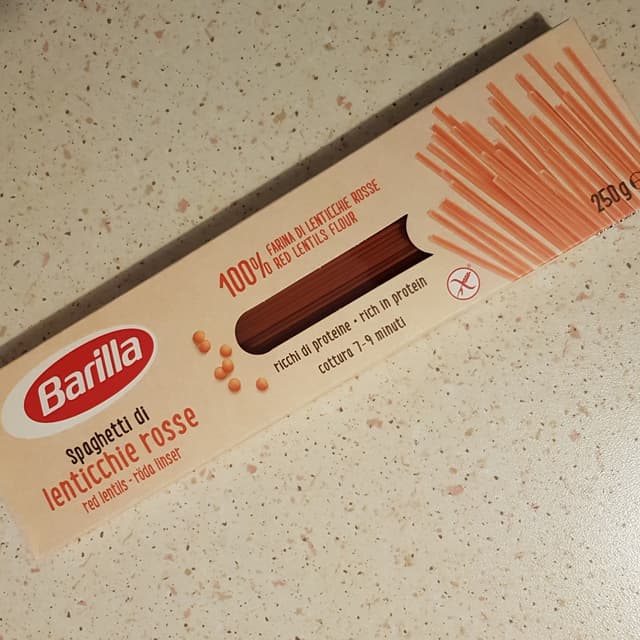 Barilla
Spaghetti di
lenticchie rosse
red lentils - röda linser
100% FARINA DI LENTICCHIE ROSSE
RED LENTILS FLOUR
ricchi di proteine • rich in protein
cottura 7-9 minuti
250g e